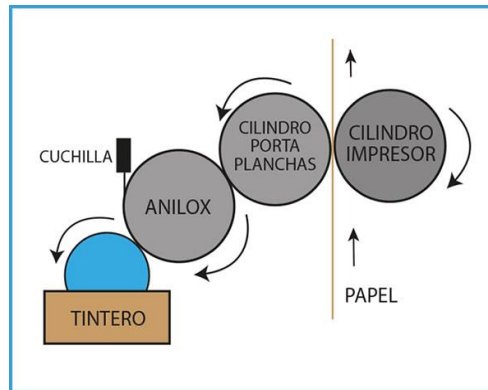 CILINDRO
PORTA
PLANCHAS
CILINDRO
IMPRESOR
CUCHILLA
ANILOX
PAPEL
TINTERO